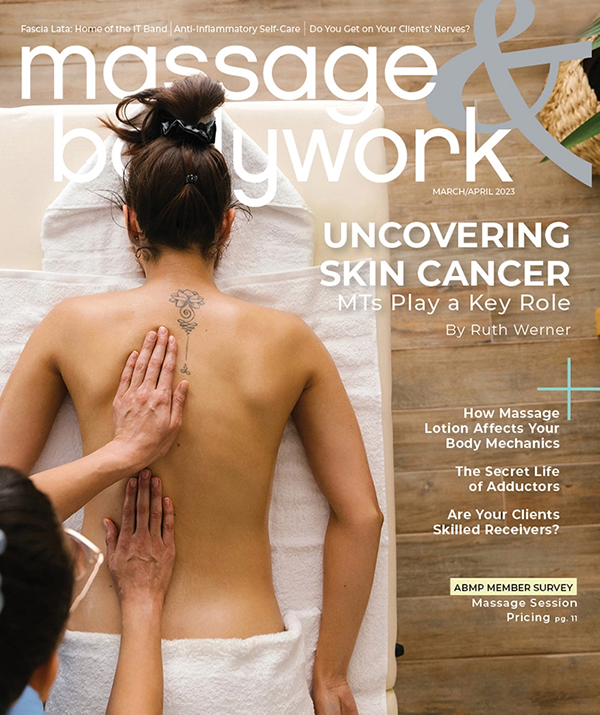 Fascia Lata: Home of the IT Band | Anti-Inflammatory Self-Care | Do You Get on Your Clients' Nerves?
massage &
bodywork
MARCH/APRIL 2023
UNCOVERING
SKIN CANCER
MTs Play a Key Role
By Ruth Werner
How Massage
Lotion Affects Your
Body Mechanics
The Secret Life
of Adductors
Are Your Clients
Skilled Receivers?
ABMP MEMBER SURVEY
Massage Session
Pricing pg. 11